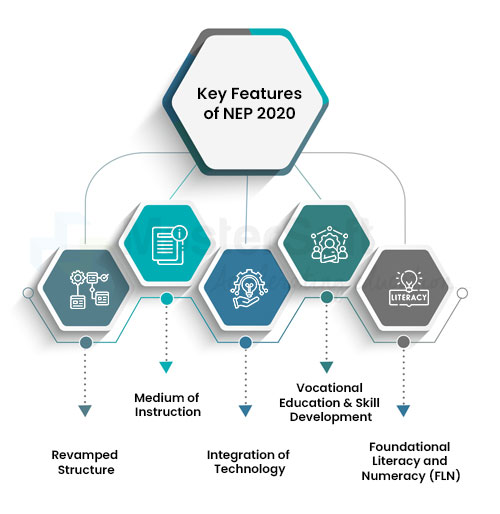 Key Features
of NEP 2020
LITERACY
Medium of
Instruction
Vocational
Education & Skill
Development
Revamped
Structure
Integration of
Technology
Foundational
Literacy and
Numeracy (FLN)